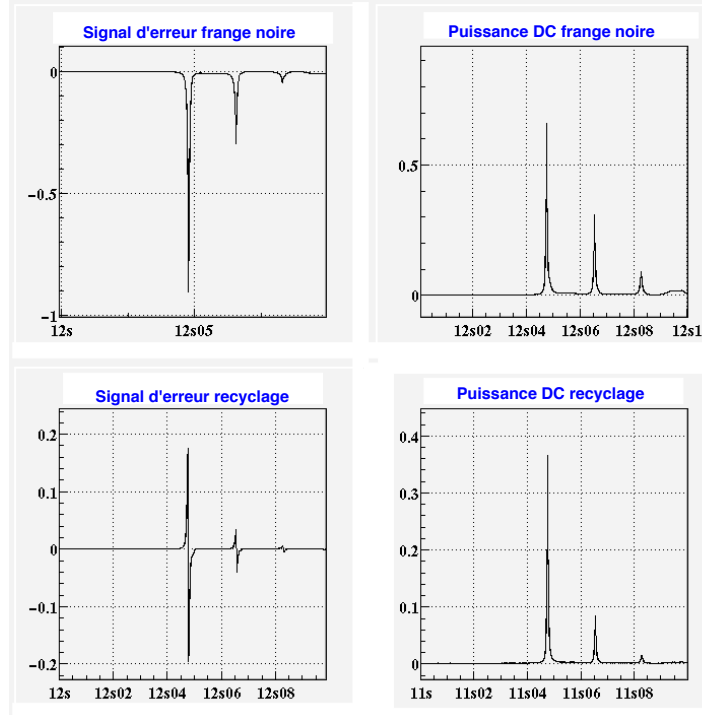 Signal d'erreur frange noire
0
−0.5
−1
12s
12s05
Puissance DC frange noire
0.5
0
12s02
12s04
12s06
12s08
12s1
Signal d'erreur recyclage
0.2
0.1
0
−0.1
−0.2
12s
12s02
12s04
12s06
12s08
Puissance DC recyclage
0.4
0.3
0.2
0.1
0
11s
11s02
11s04
11s06
11s08